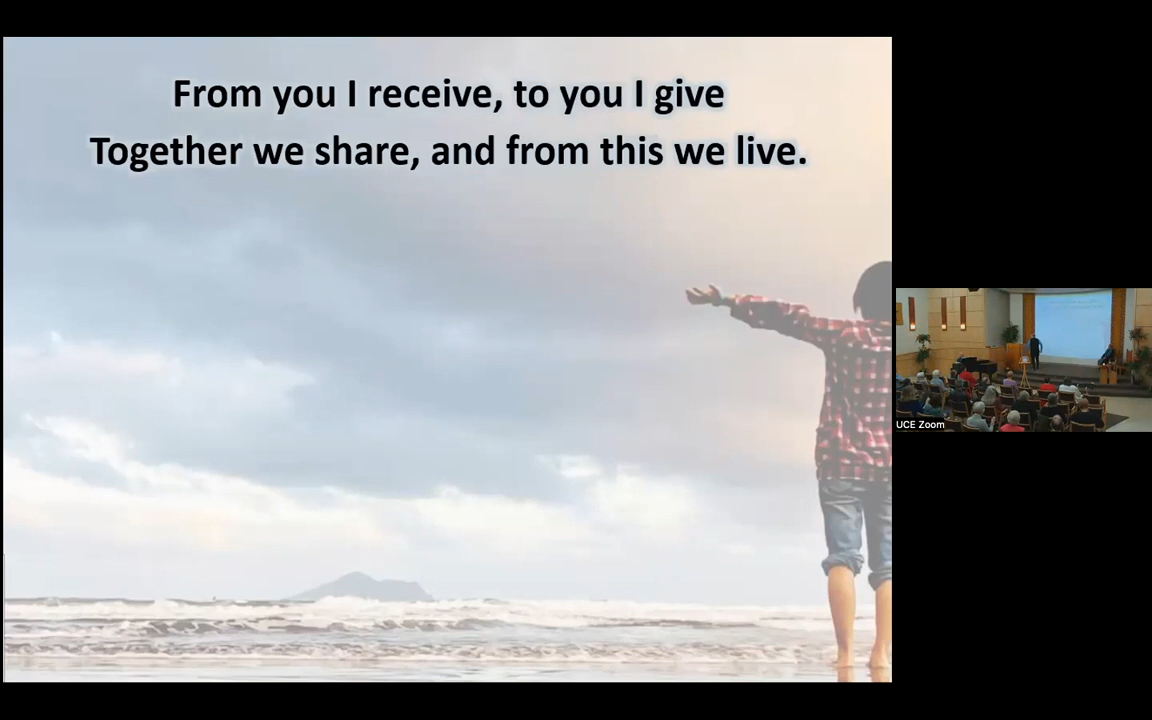 From you I receive, to you I give
Together we share, and from this we live.
UCE Zoom